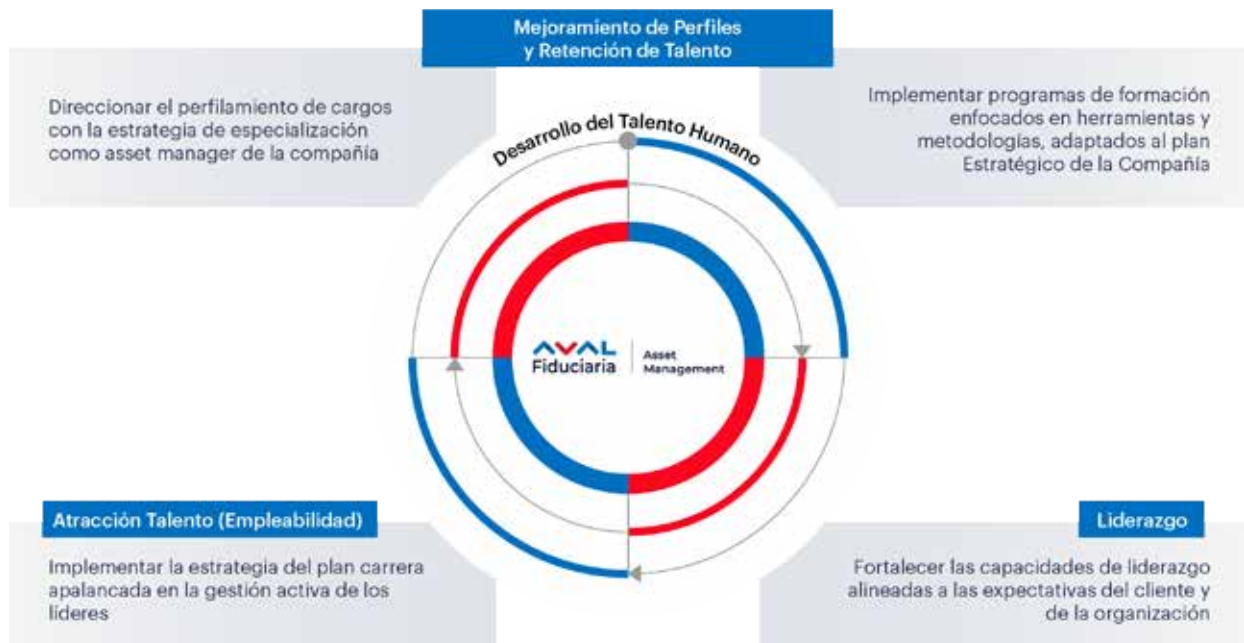 Mejoramiento de Perfiles
y Retención de Talento
Direccionar el perfilamiento de cargos
con la estrategia de especialización
como asset manager de la compañía
Implementar programas de formación
enfocados en herramientas y
metodologías, adaptados al plan
Estratégico de la Compañía
Desarrollo del Talento Humano
AVAL
Fiduciaria
Asset
Management
Atracción Talento (Empleabilidad)
Implementar la estrategia del plan carrera
apalancada en la gestión activa de los
líderes
Liderazgo
Fortalecer las capacidades de liderazgo
alineadas a las expectativas del cliente y
de la organización